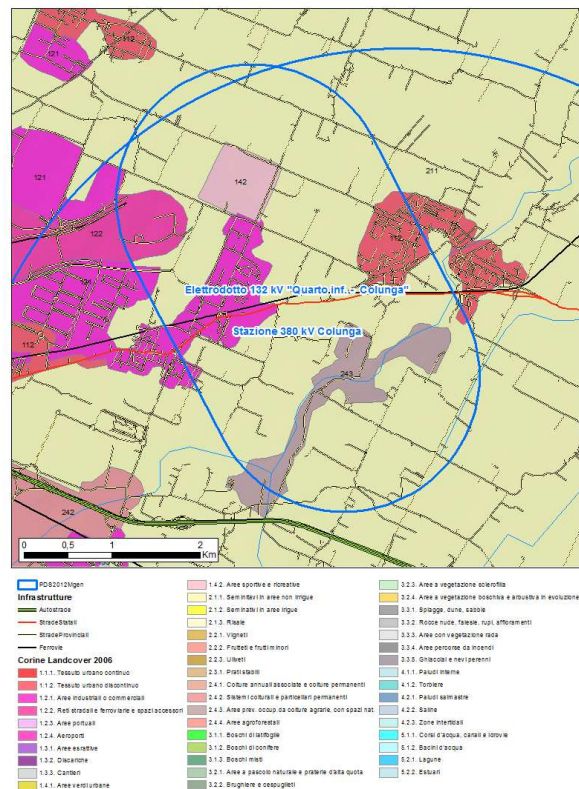 112
121
121
142
211
122
112
121
Elettrodotto 132 kV "Quarto inf. - Colunga"
Stazione 380 kV Colunga
112
243
242
0 0,5 1 2
Km
PDS2012Mgen
Infrastrutture
Autostrade
StradeStatali
StradeProvinciali
Ferrovie
Corine Landcover 2006
1.1.1. Tessuto urbano continuo
1.1.2. Tessuto urbano discontinuo
1.2.1. Aree industriali o commerciali
1.2.2. Reti stradali e ferroviarie e spazi accessori
1.2.3. Aree portuali
1.2.4. Aeroporti
1.3.1. Aree esrattive
1.3.2. Discariche
1.3.3. Cantieri
1.4.1. Aree verdi urbane
1.4.2. Aree sportive e ricreative
2.1.1. Seminativi in aree non irrigue
2.1.2. Seminativi in aree irigue
2.1.3. Risaie
2.2.1. Vigneti
2.2.2. Frutteti e frutti minori
2.2.3. Uliveti
2.3.1. Prati stabili
2.4.1. Colture annuali associate e colture permanenti
2.4.2. Sistemi colturali e particellari permanenti
2.4.3. Aree prev. occup.da colture agrarie, con spazi nat.
2.4.4. Aree agroforestali
3.1.1. Boschi di latifoglie
3.1.2. Boschi di conifere
3.1.3. Boschi misti
3.2.1. Aree a pascolo naturale e praterie d'alta quota
3.2.2. Brughiere e cespuglieti
3.2.3. Aree a vegetazione sclerofilla
3.2.4. Aree a vegetazione boschiva e arbustiva in evoluzione
3.3.1. Spiagge, dune, sabbie
3.3.2. Rocce nude, falesie, rupi, affioramenti
3.3.3. Aree con vegetazione rada
3.3.4. Aree percorse da incendi
3.3.5. Ghiacciai e nevi perenni
4.1.1. Paludi interne
4.1.2. Torbiere
4.2.1. Paludi salmastre
4.2.2. Saline
4.2.3. Zone intertidali
5.1.1. Corsi d'acqua, canali e idrovie
5.1.2. Bacini d'acqua
5.2.1. Lagune
5.2.2. Estuari